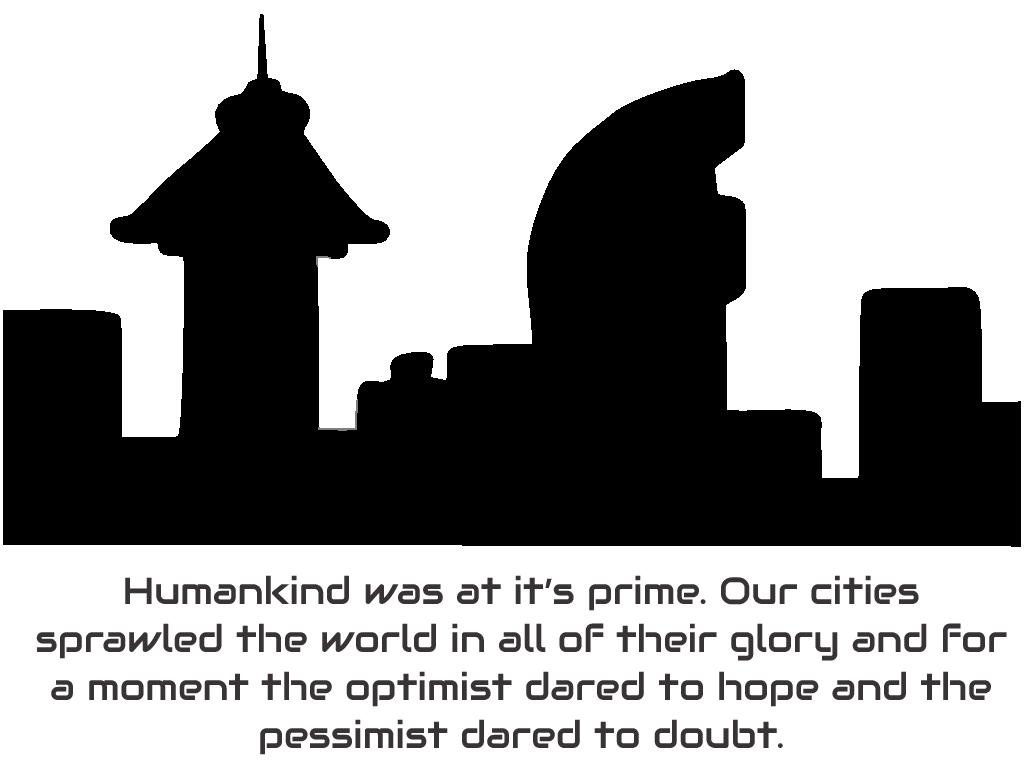 Humankind was at it's prime. Our cities
sprawled the world in all of their glory and for
a moment the optimist dared to hope and the
pessimist dared to doubt.